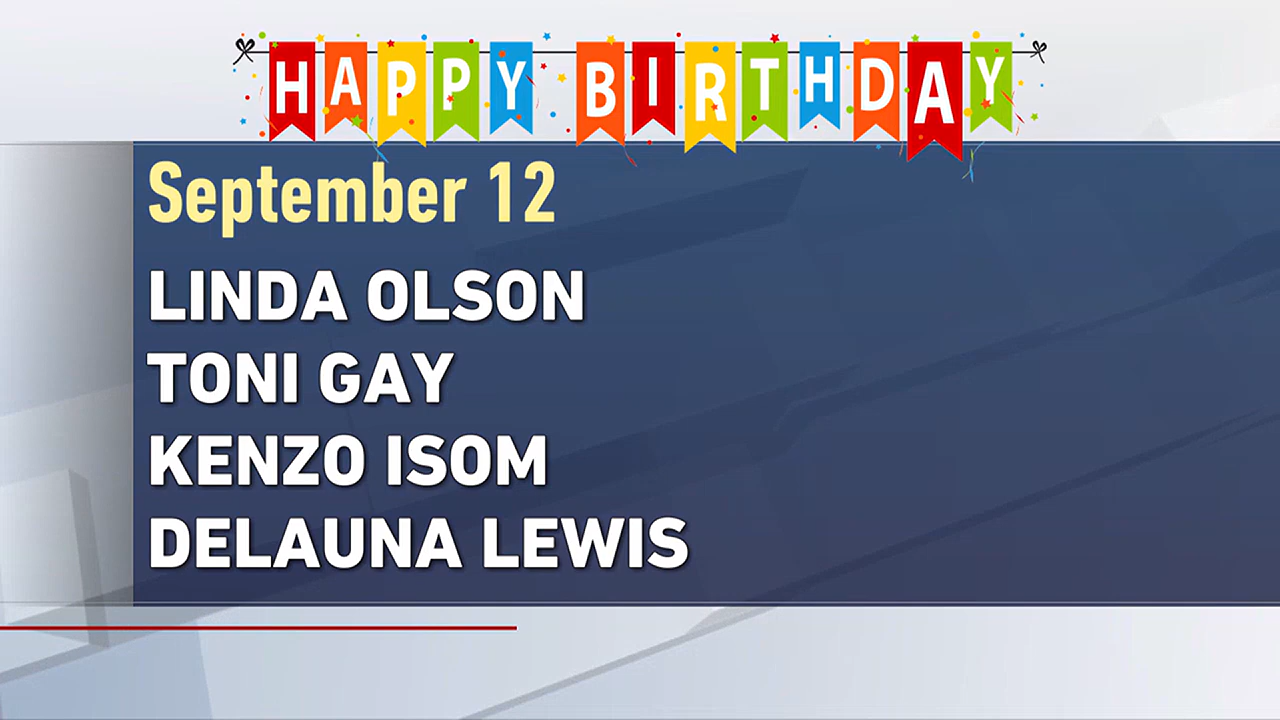 HAPPY BIRTHDAY
September 12
LINDA OLSON
TONI GAY
KENZO ISOM
DELAUNA LEWIS